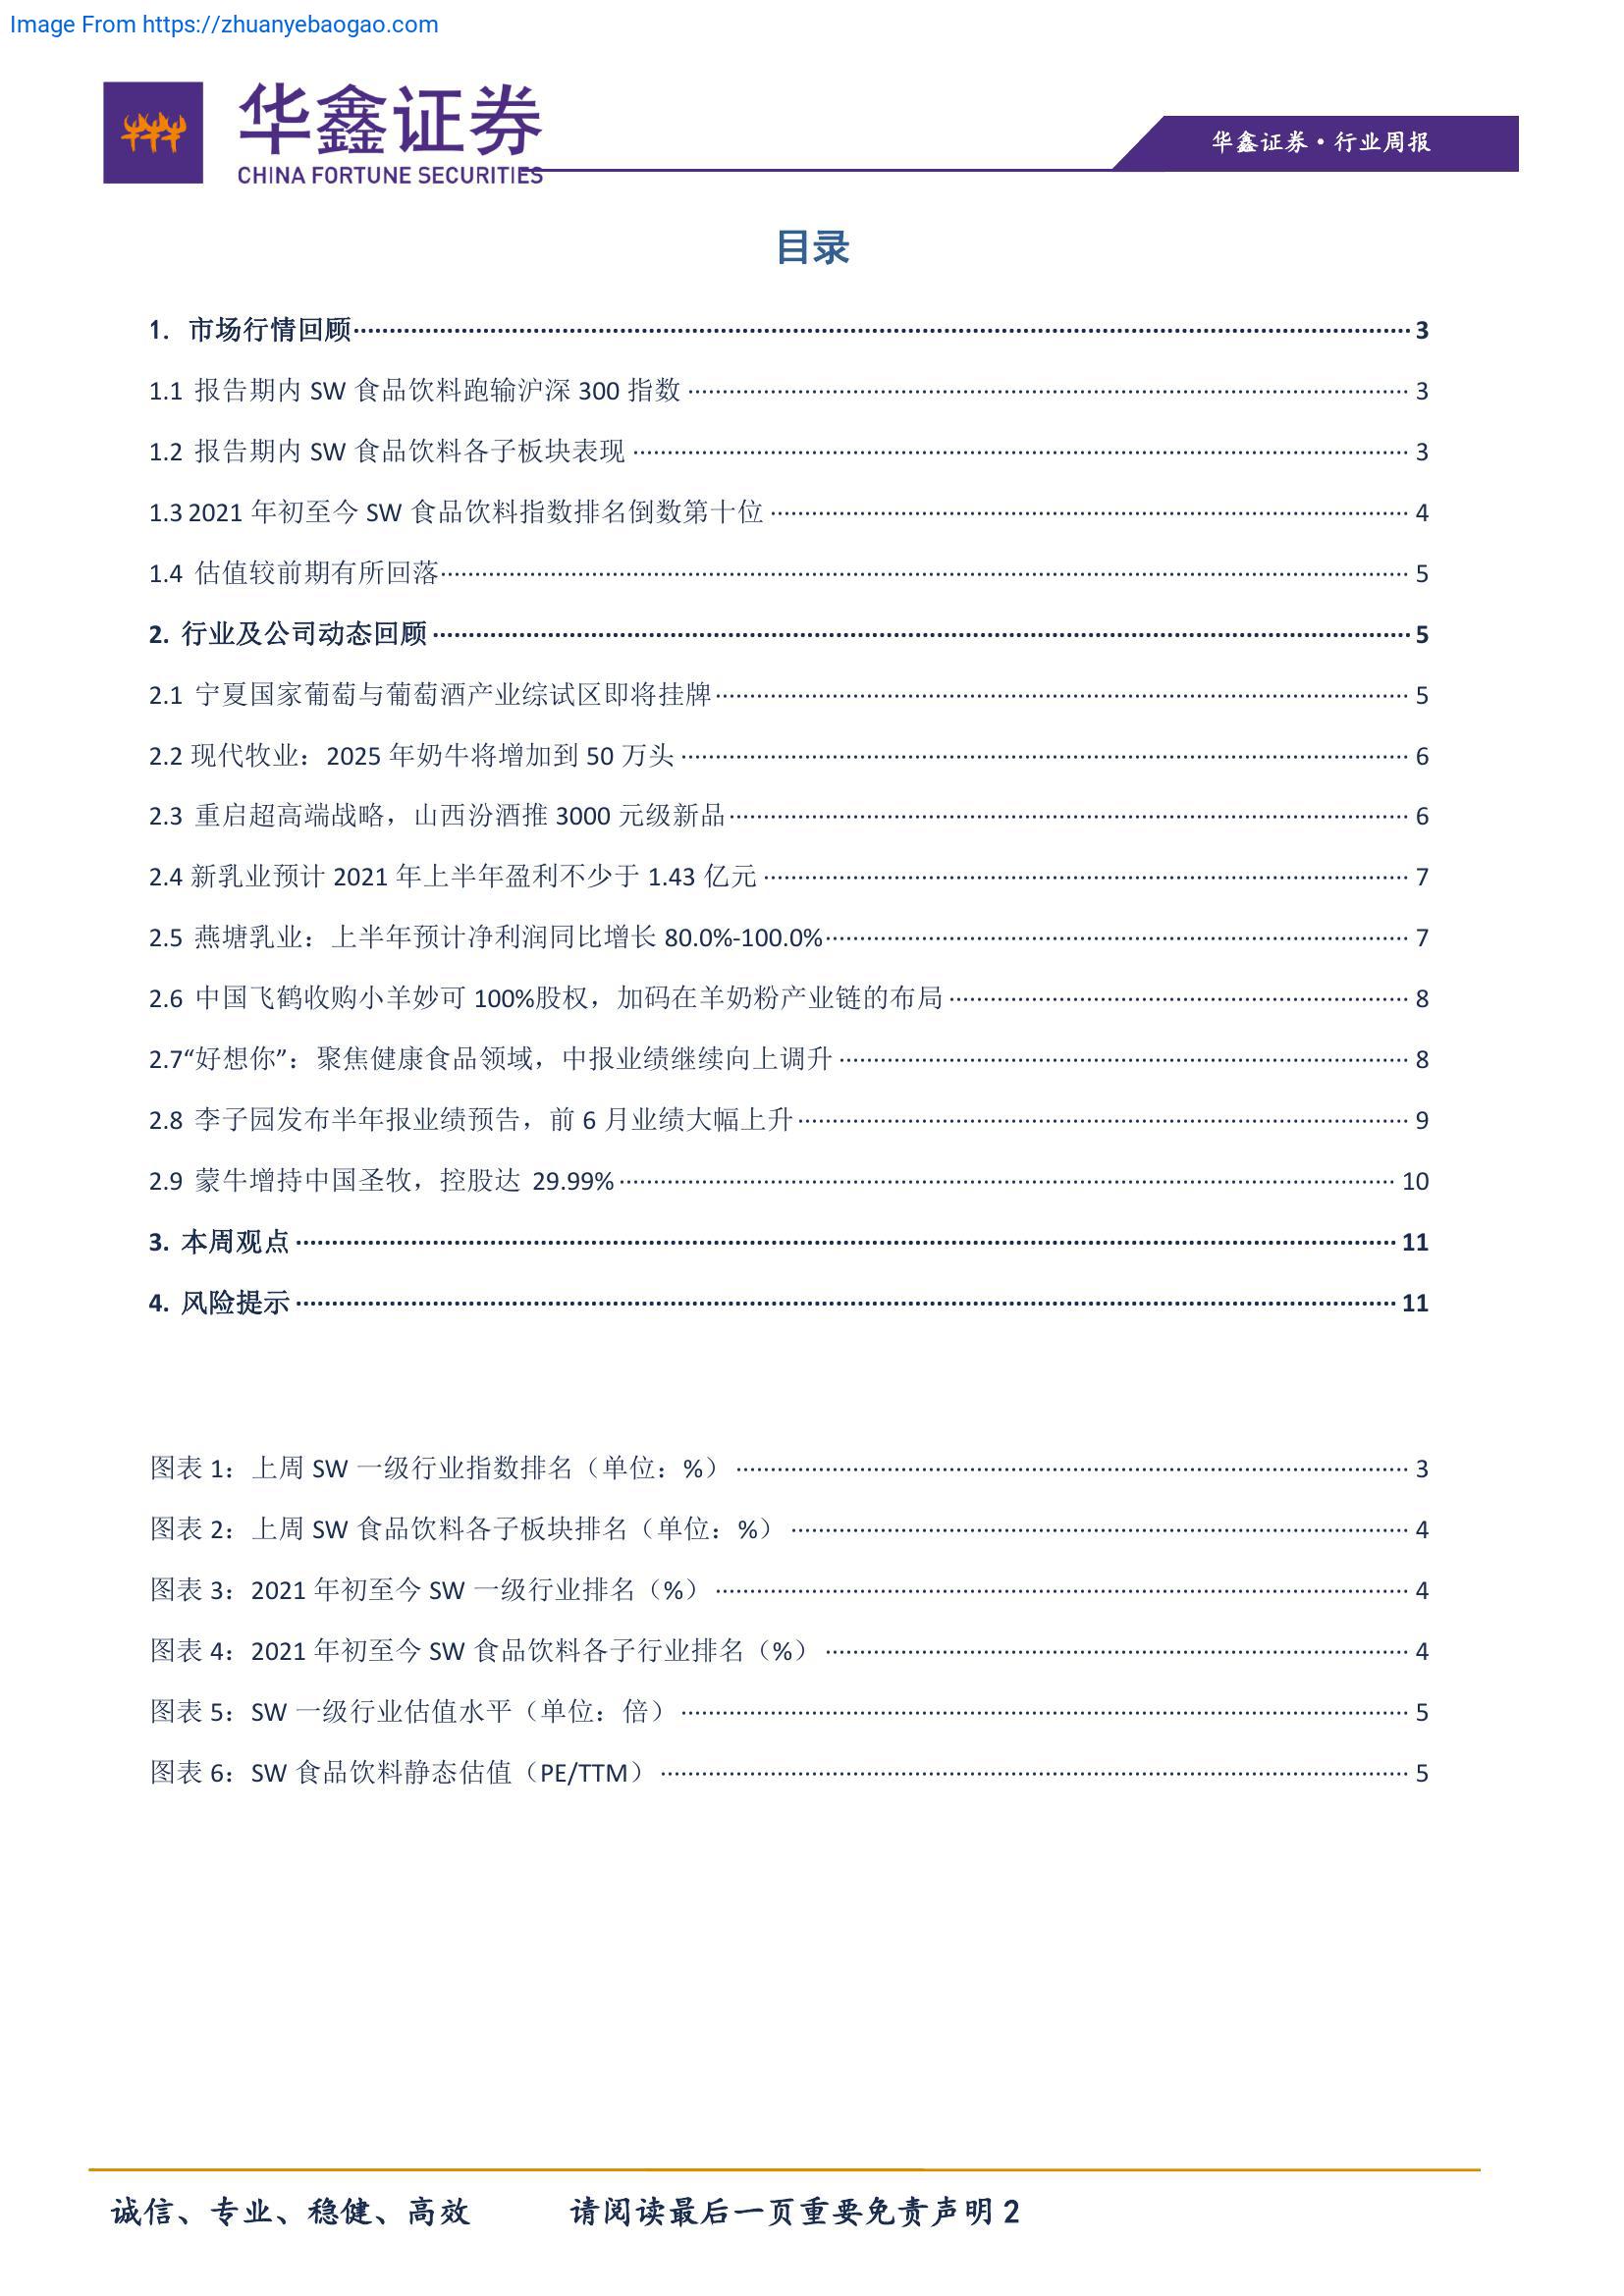 Image From https://zhuanyebaogao.com
华鑫证券
CHINA FORTUNE SECURITIES
华鑫证券·行业周报
目录
1. 市场行情回顾 3
1.1 报告期内 SW 食品饮料跑输沪深 300 指数 3
1.2 报告期内 SW 食品饮料各子板块表现 3
1.3 2021 年初至今 SW 食品饮料指数排名倒数第十位 4
1.4 估值较前期有所回落 5
2. 行业及公司动态回顾 5
2.1 宁夏国家葡萄与葡萄酒产业综试区即将挂牌 5
2.2 现代牧业：2025 年奶牛将增加到 50 万头 6
2.3 重启超高端战略，山西汾酒推 3000 元级新品 6
2.4 新乳业预计 2021 年上半年盈利不少于 1.43 亿元 7
2.5 燕塘乳业：上半年预计净利润同比增长 80.0%-100.0% 7
2.6 中国飞鹤收购小羊妙可 100%股权，加码在羊奶粉产业链的布局 8
2.7“好想你”：聚焦健康食品领域，中报业绩继续向上调升 8
2.8 李子园发布半年报业绩预告，前 6 月业绩大幅上升 9
2.9 蒙牛增持中国圣牧，控股达 29.99% 10
3. 本周观点 11
4. 风险提示 11
图表 1：上周 SW 一级行业指数排名（单位：%） 3
图表 2：上周 SW 食品饮料各子板块排名（单位：%） 4
图表 3：2021 年初至今 SW 一级行业排名（%） 4
图表 4：2021 年初至今 SW 食品饮料各子行业排名（%） 4
图表 5：SW 一级行业估值水平（单位：倍） 5
图表 6：SW 食品饮料静态估值（PE/TTM） 5
诚信、专业、稳健、高效 请阅读最后一页重要免责声明 2